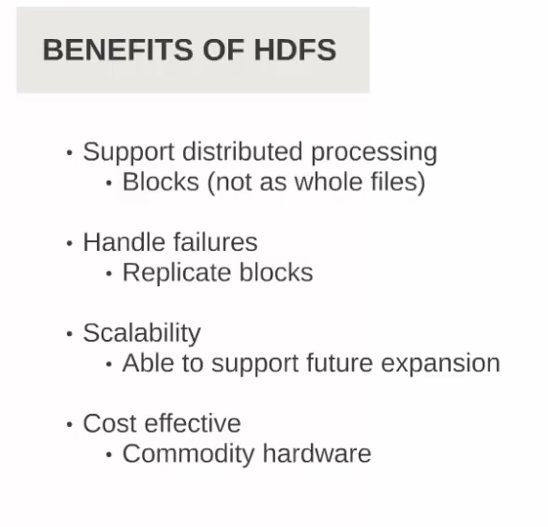 BENEFITS OF HDFS
• Support distributed processing
• Blocks (not as whole files)
• Handle failures
• Replicate blocks
• Scalability
• Able to support future expansion
• Cost effective
• Commodity hardware